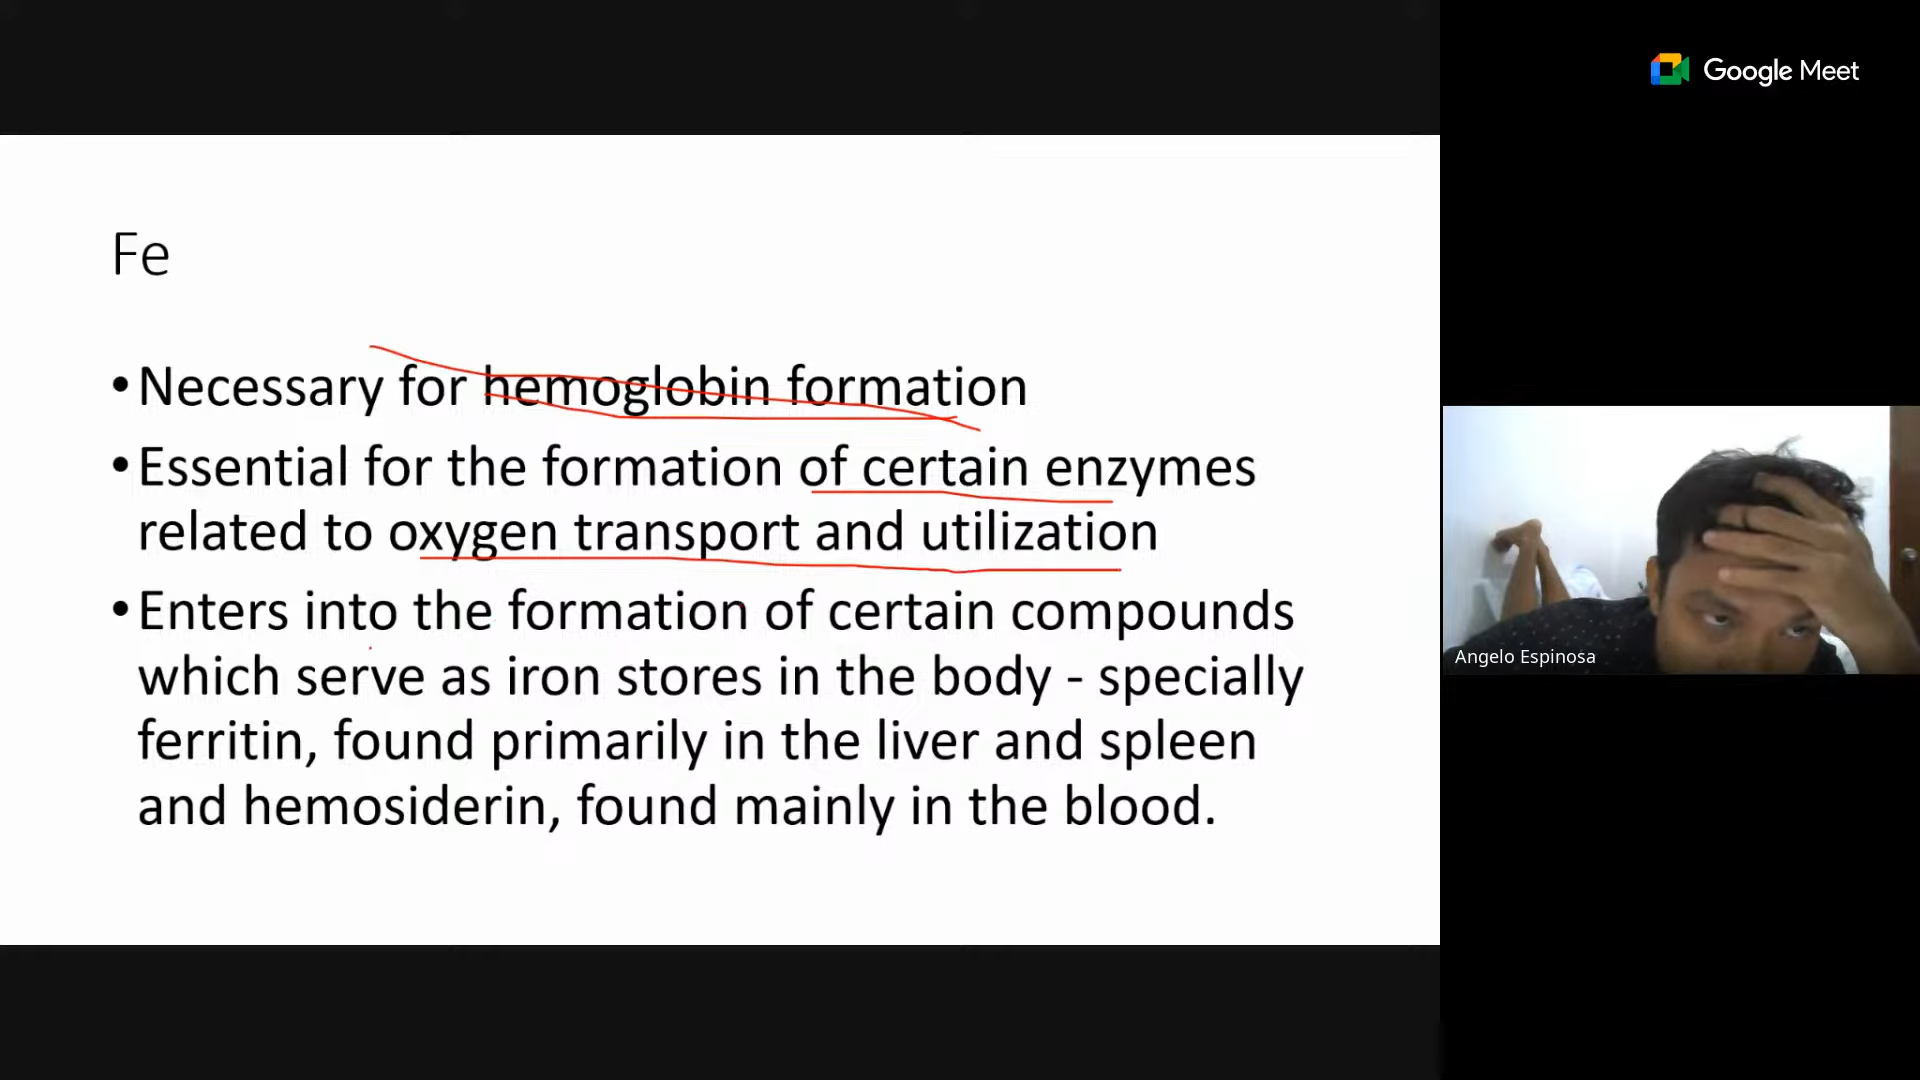 Google Meet
Fe
•Necessary for hemoglobin formation
•Essential for the formation of certain enzymes
related to oxygen transport and utilization
•Enters into the formation of certain compounds
which serve as iron stores in the body - specially
ferritin, found primarily in the liver and spleen
and hemosiderin, found mainly in the blood.
Angelo Espinosa